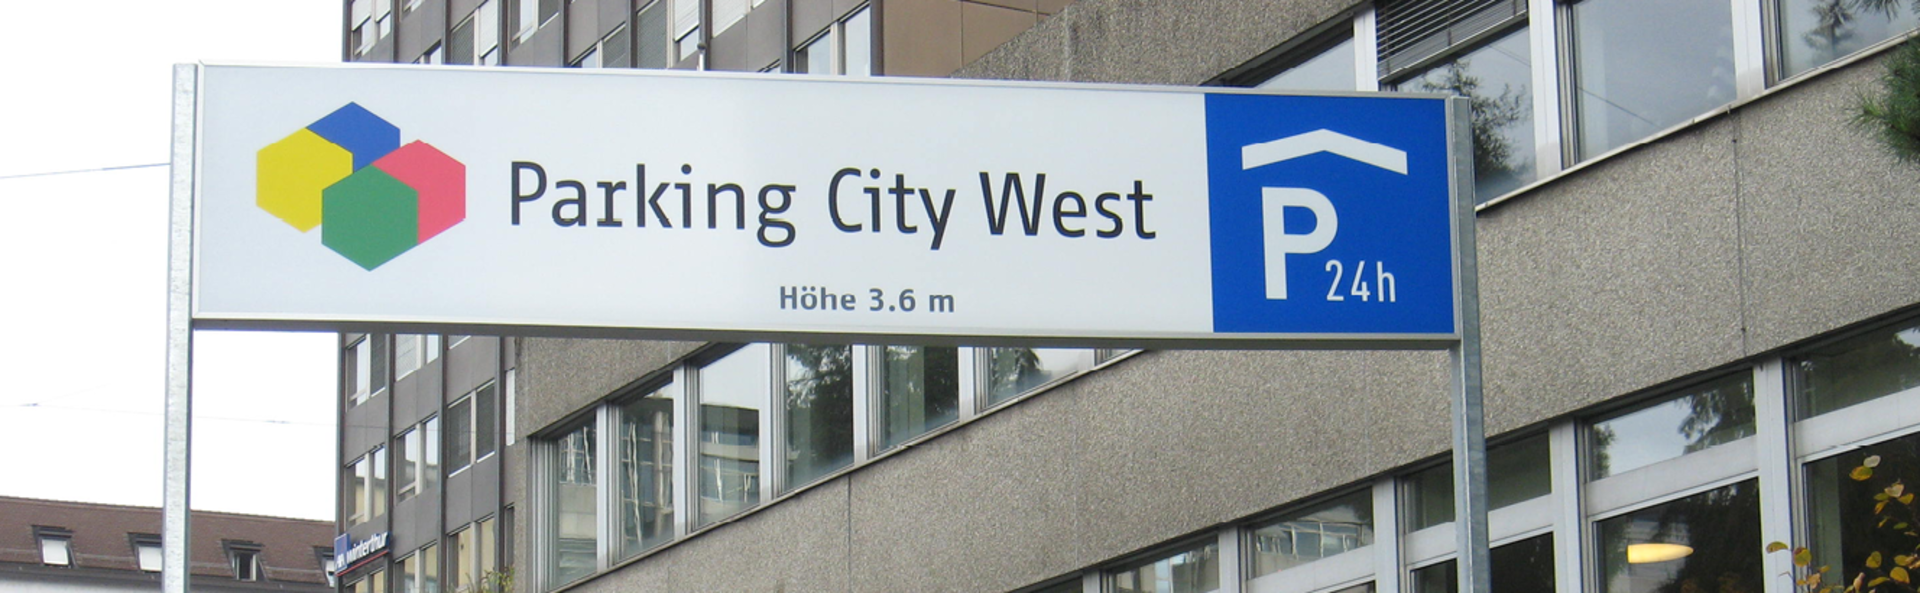 Parking City West
Höhe 3.6 m
P
24h
winterthur